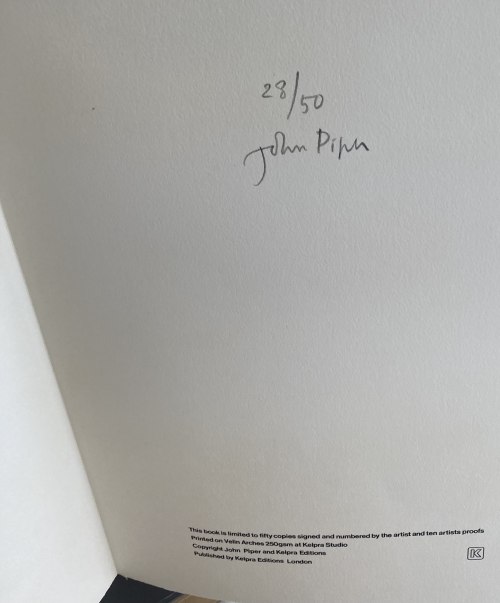 28/50
John Piper
This book is limited to fifty copies signed and numbered by the artist and ten artists proofs
Printed on Velin Arches 250gsm at Kelpra Studio
Copyright John Piper and Kelpra Editions
Published by Kelpra Editions London
K